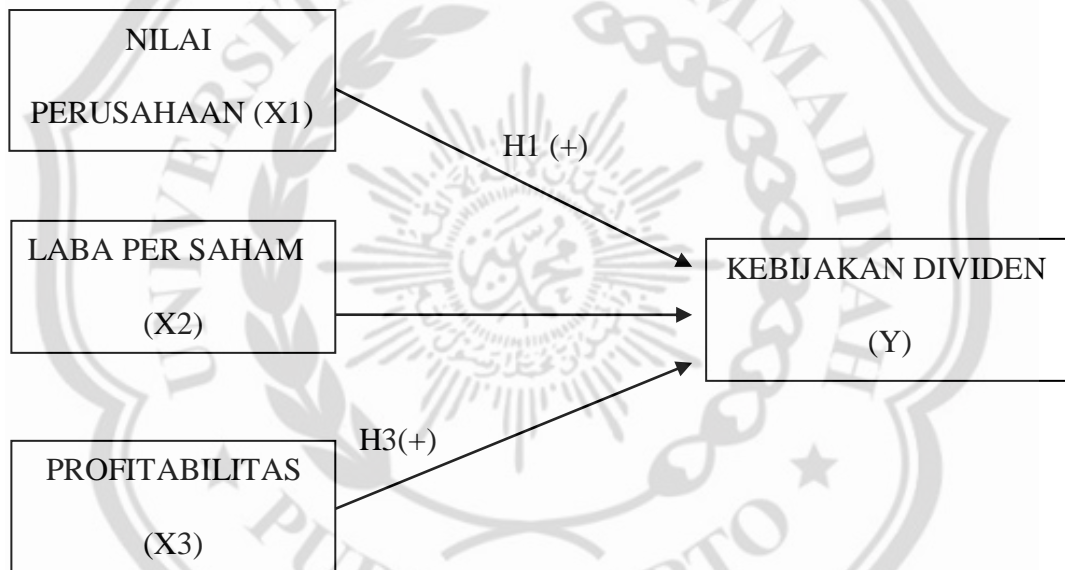 NILAI
PERUSAHAAN (X1)
H1 (+)
LABA PER SAHAM
(X2)
KEBIJAKAN DIVIDEN
(Y)
H3(+)
PROFITABILITAS
(X3)